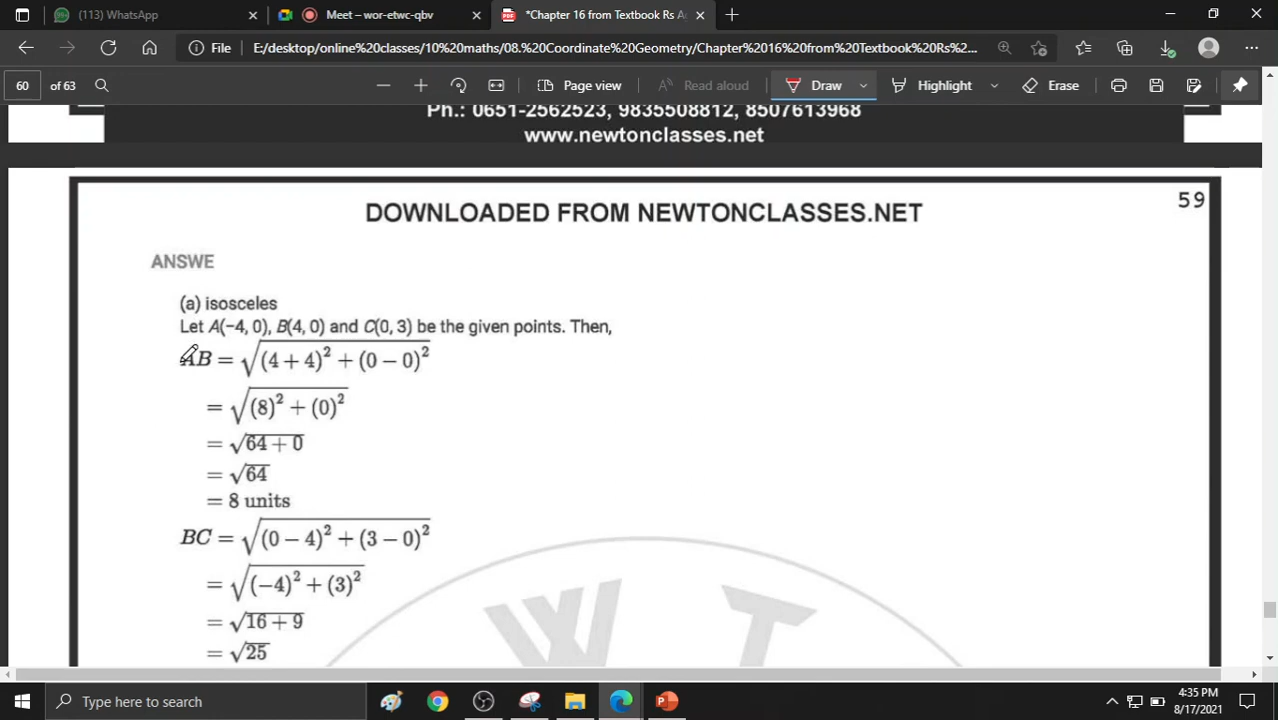 (113) WhatsApp
Meet – wor-etwc-qbv
*Chapter 16 from Textbook Rs A
File
E:/desktop/online%20classes/10%20maths/08.%20Coordinate%20Geometry/Chapter%2016%20from%20Textbook%20Rs%2...
60 of 63
Page view
Read aloud
Draw
Highlight
Erase
Ph.: 0651-2562523, 9835508812, 8507613968
www.newtonclasses.net
59
DOWNLOADED FROM NEWTONCLASSES.NET
ANSWE
(a) isosceles
Let A(−4, 0), B(4, 0) and C(0, 3) be the given points. Then,
AB = √(4 + 4)² + (0 − 0)²
= √(8)² + (0)²
= √64 + 0
= √64
= 8 units
BC = √(0 − 4)² + (3 − 0)²
= √(−4)² + (3)²
= √16 + 9
= √25
W T
Type here to search
4:35 PM
8/17/2021